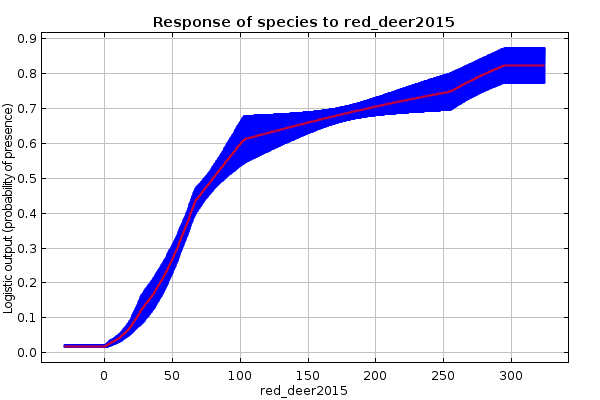 Response of species to red_deer2015
Logistic output (probability of presence)
0.9
0.8
0.7
0.6
0.5
0.4
0.3
0.2
0.1
0.0
0 50 100 150 200 250 300
red_deer2015